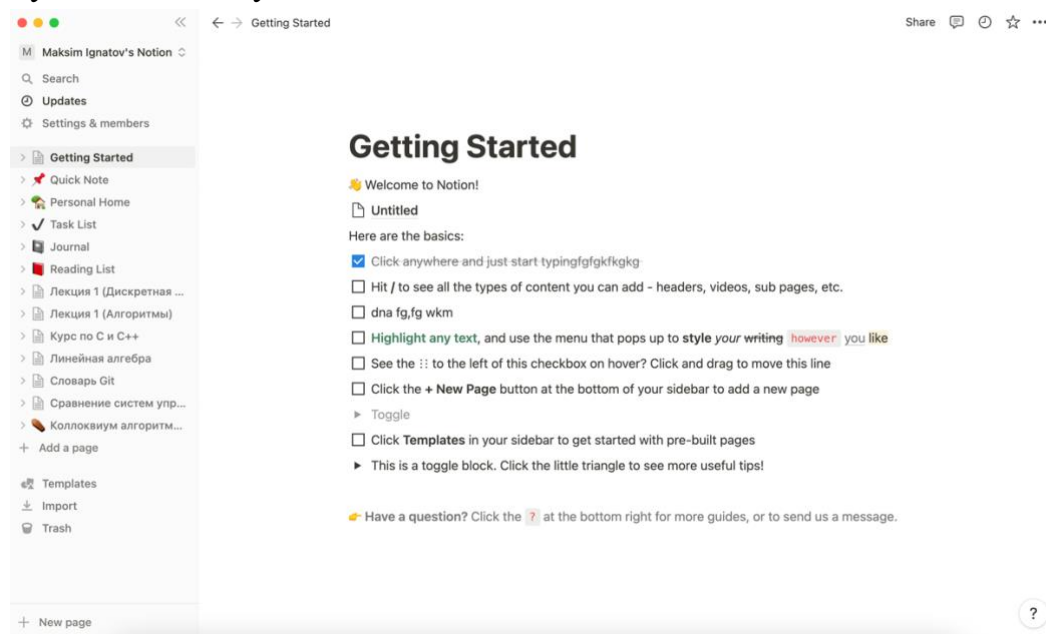 Getting Started
Share
M Maksim Ignatov's Notion
Search
Updates
Settings & members
Getting Started
Quick Note
Personal Home
Task List
Journal
Reading List
Лекция 1 (Дискретная ...
Лекция 1 (Алгоритмы)
Курс по С и С++
Линейная алгебра
Словарь Git
Сравнение систем упр...
Коллоквиум алгоритм...
+ Add a page
Templates
Import
Trash
+ New page
Getting Started
👋 Welcome to Notion!
Untitled
Here are the basics:
Click anywhere and just start typingfgfgkfkgkg
Hit / to see all the types of content you can add - headers, videos, sub pages, etc.
dna fg,fg wkm
Highlight any text, and use the menu that pops up to style your writing however you like
See the ⋮⋮ to the left of this checkbox on hover? Click and drag to move this line
Click the + New Page button at the bottom of your sidebar to add a new page
Toggle
Click Templates in your sidebar to get started with pre-built pages
This is a toggle block. Click the little triangle to see more useful tips!
👉 Have a question? Click the ? at the bottom right for more guides, or to send us a message.
?